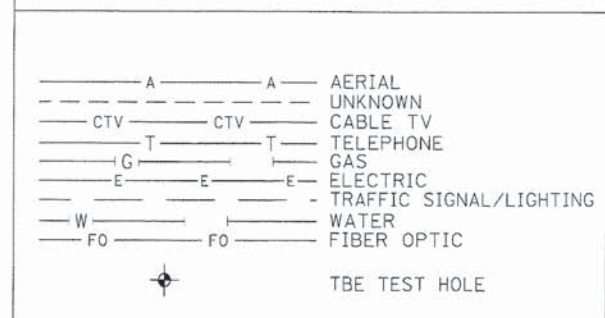 A A AERIAL
UNKNOWN
CTV CTV CABLE TV
T T TELEPHONE
G GAS
E E E ELECTRIC
TRAFFIC SIGNAL/LIGHTING
W WATER
FO FO FIBER OPTIC
TBE TEST HOLE